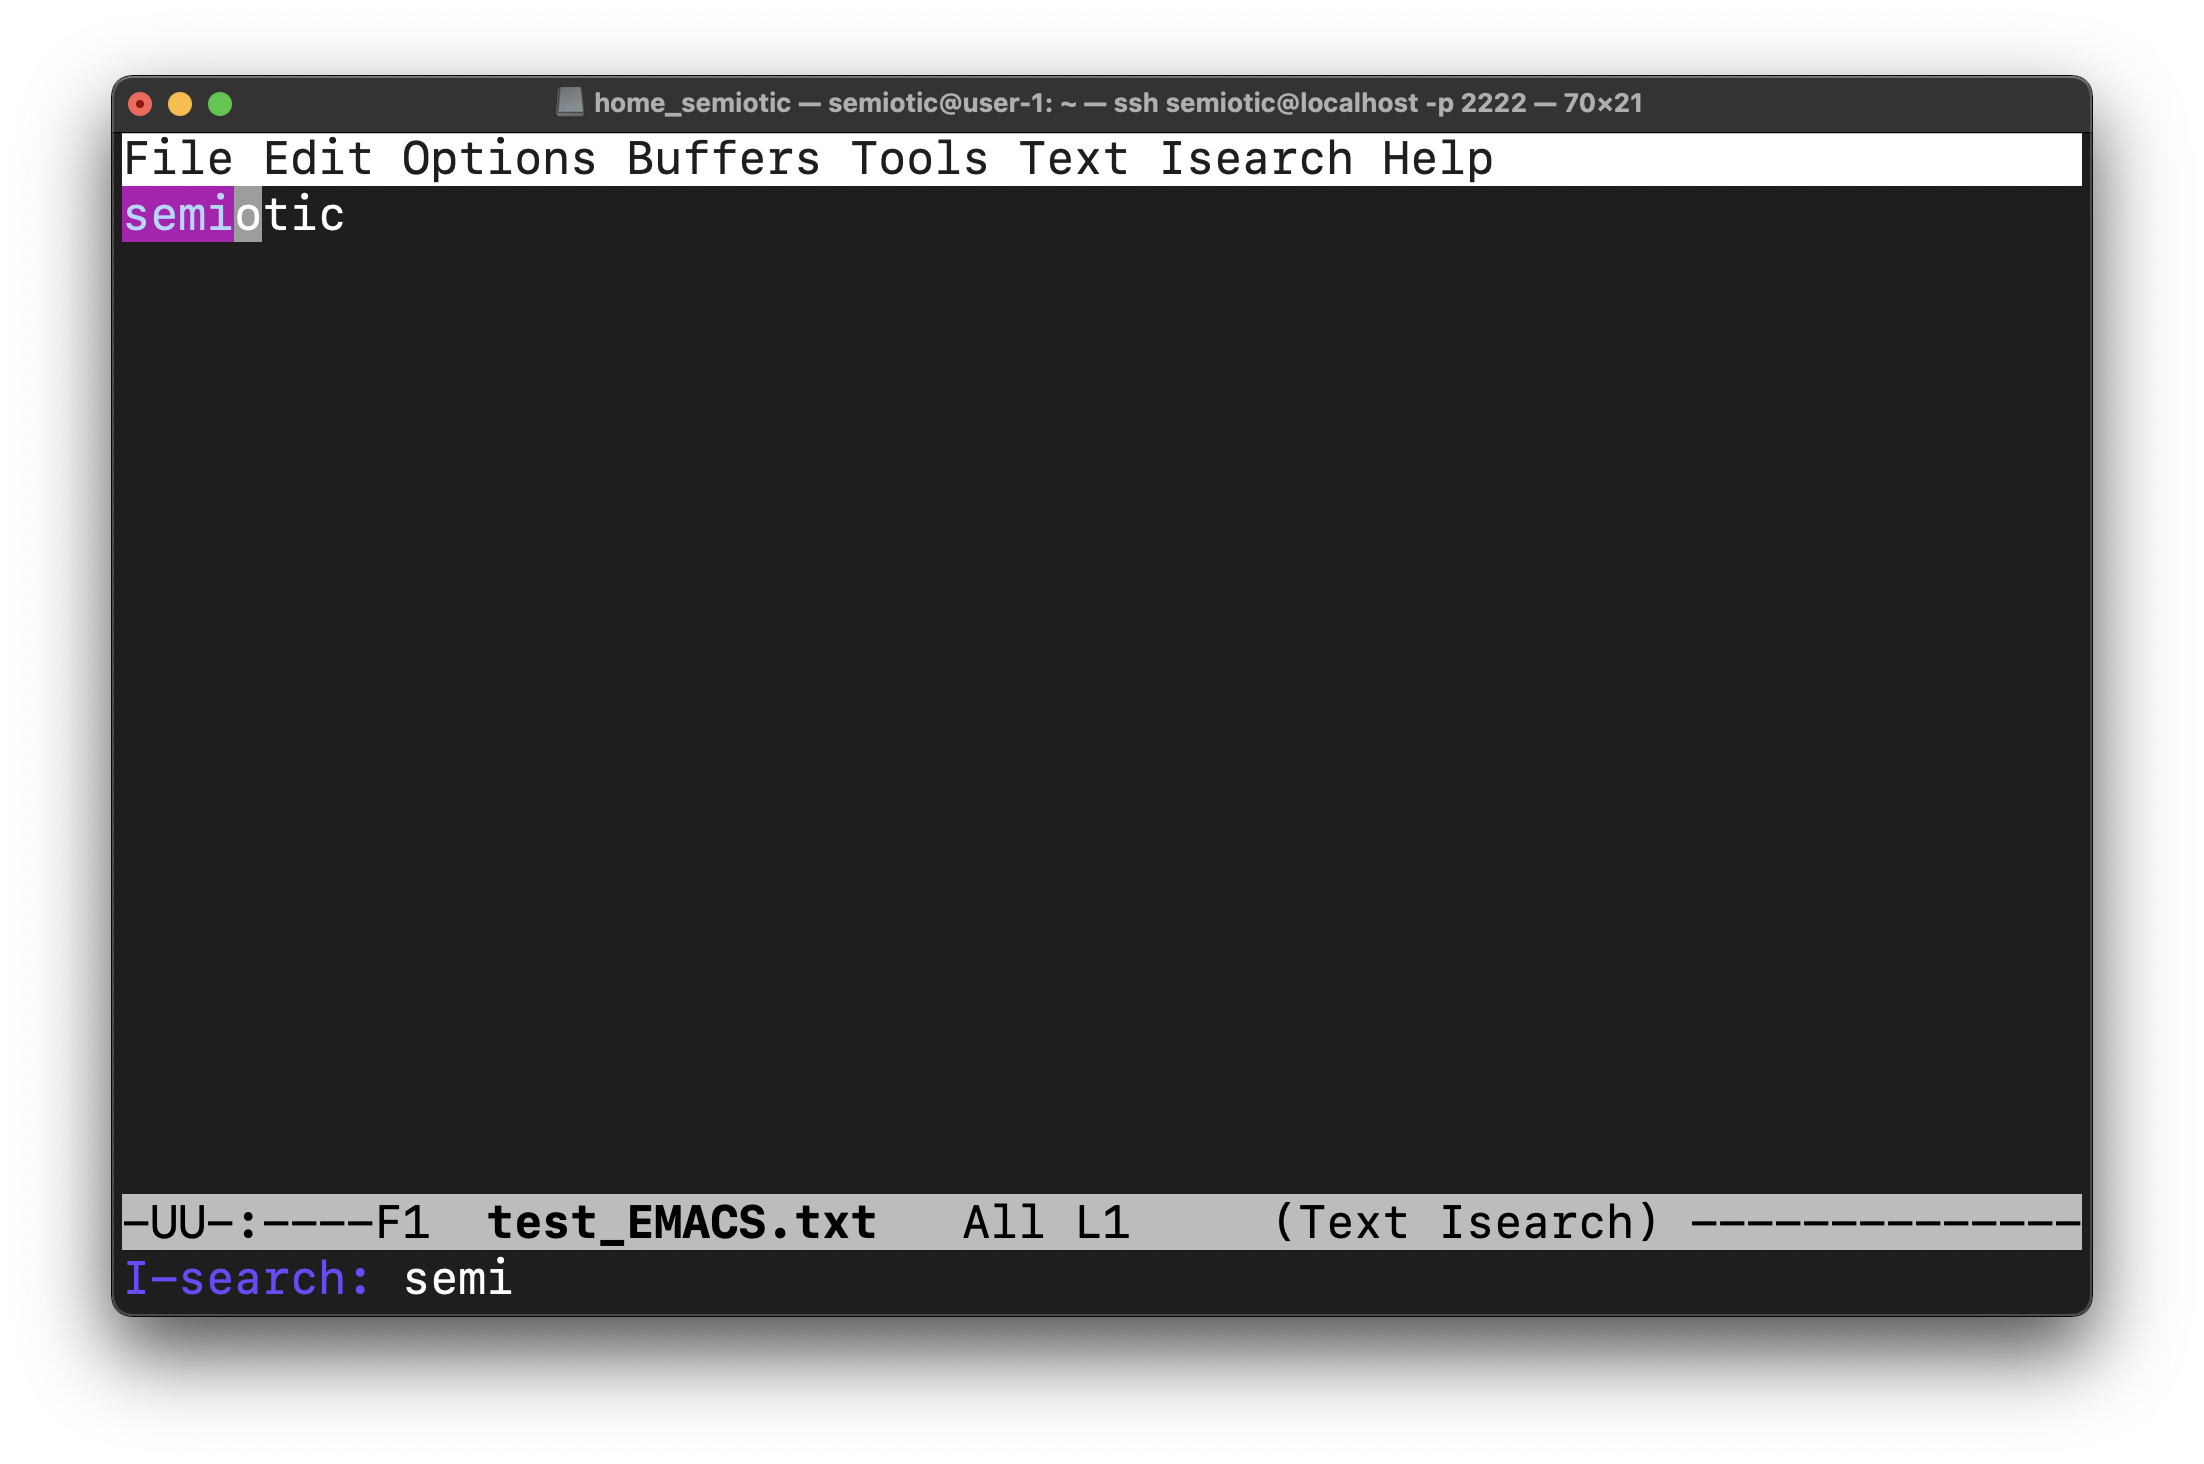 home_semiotic — semiotic@user-1: ~ — ssh semiotic@localhost -p 2222 — 70×21
File Edit Options Buffers Tools Text Isearch Help
semiotic
-UU-:----F1  test_EMACS.txt   All L1     (Text Isearch) --------------
I-search: semi